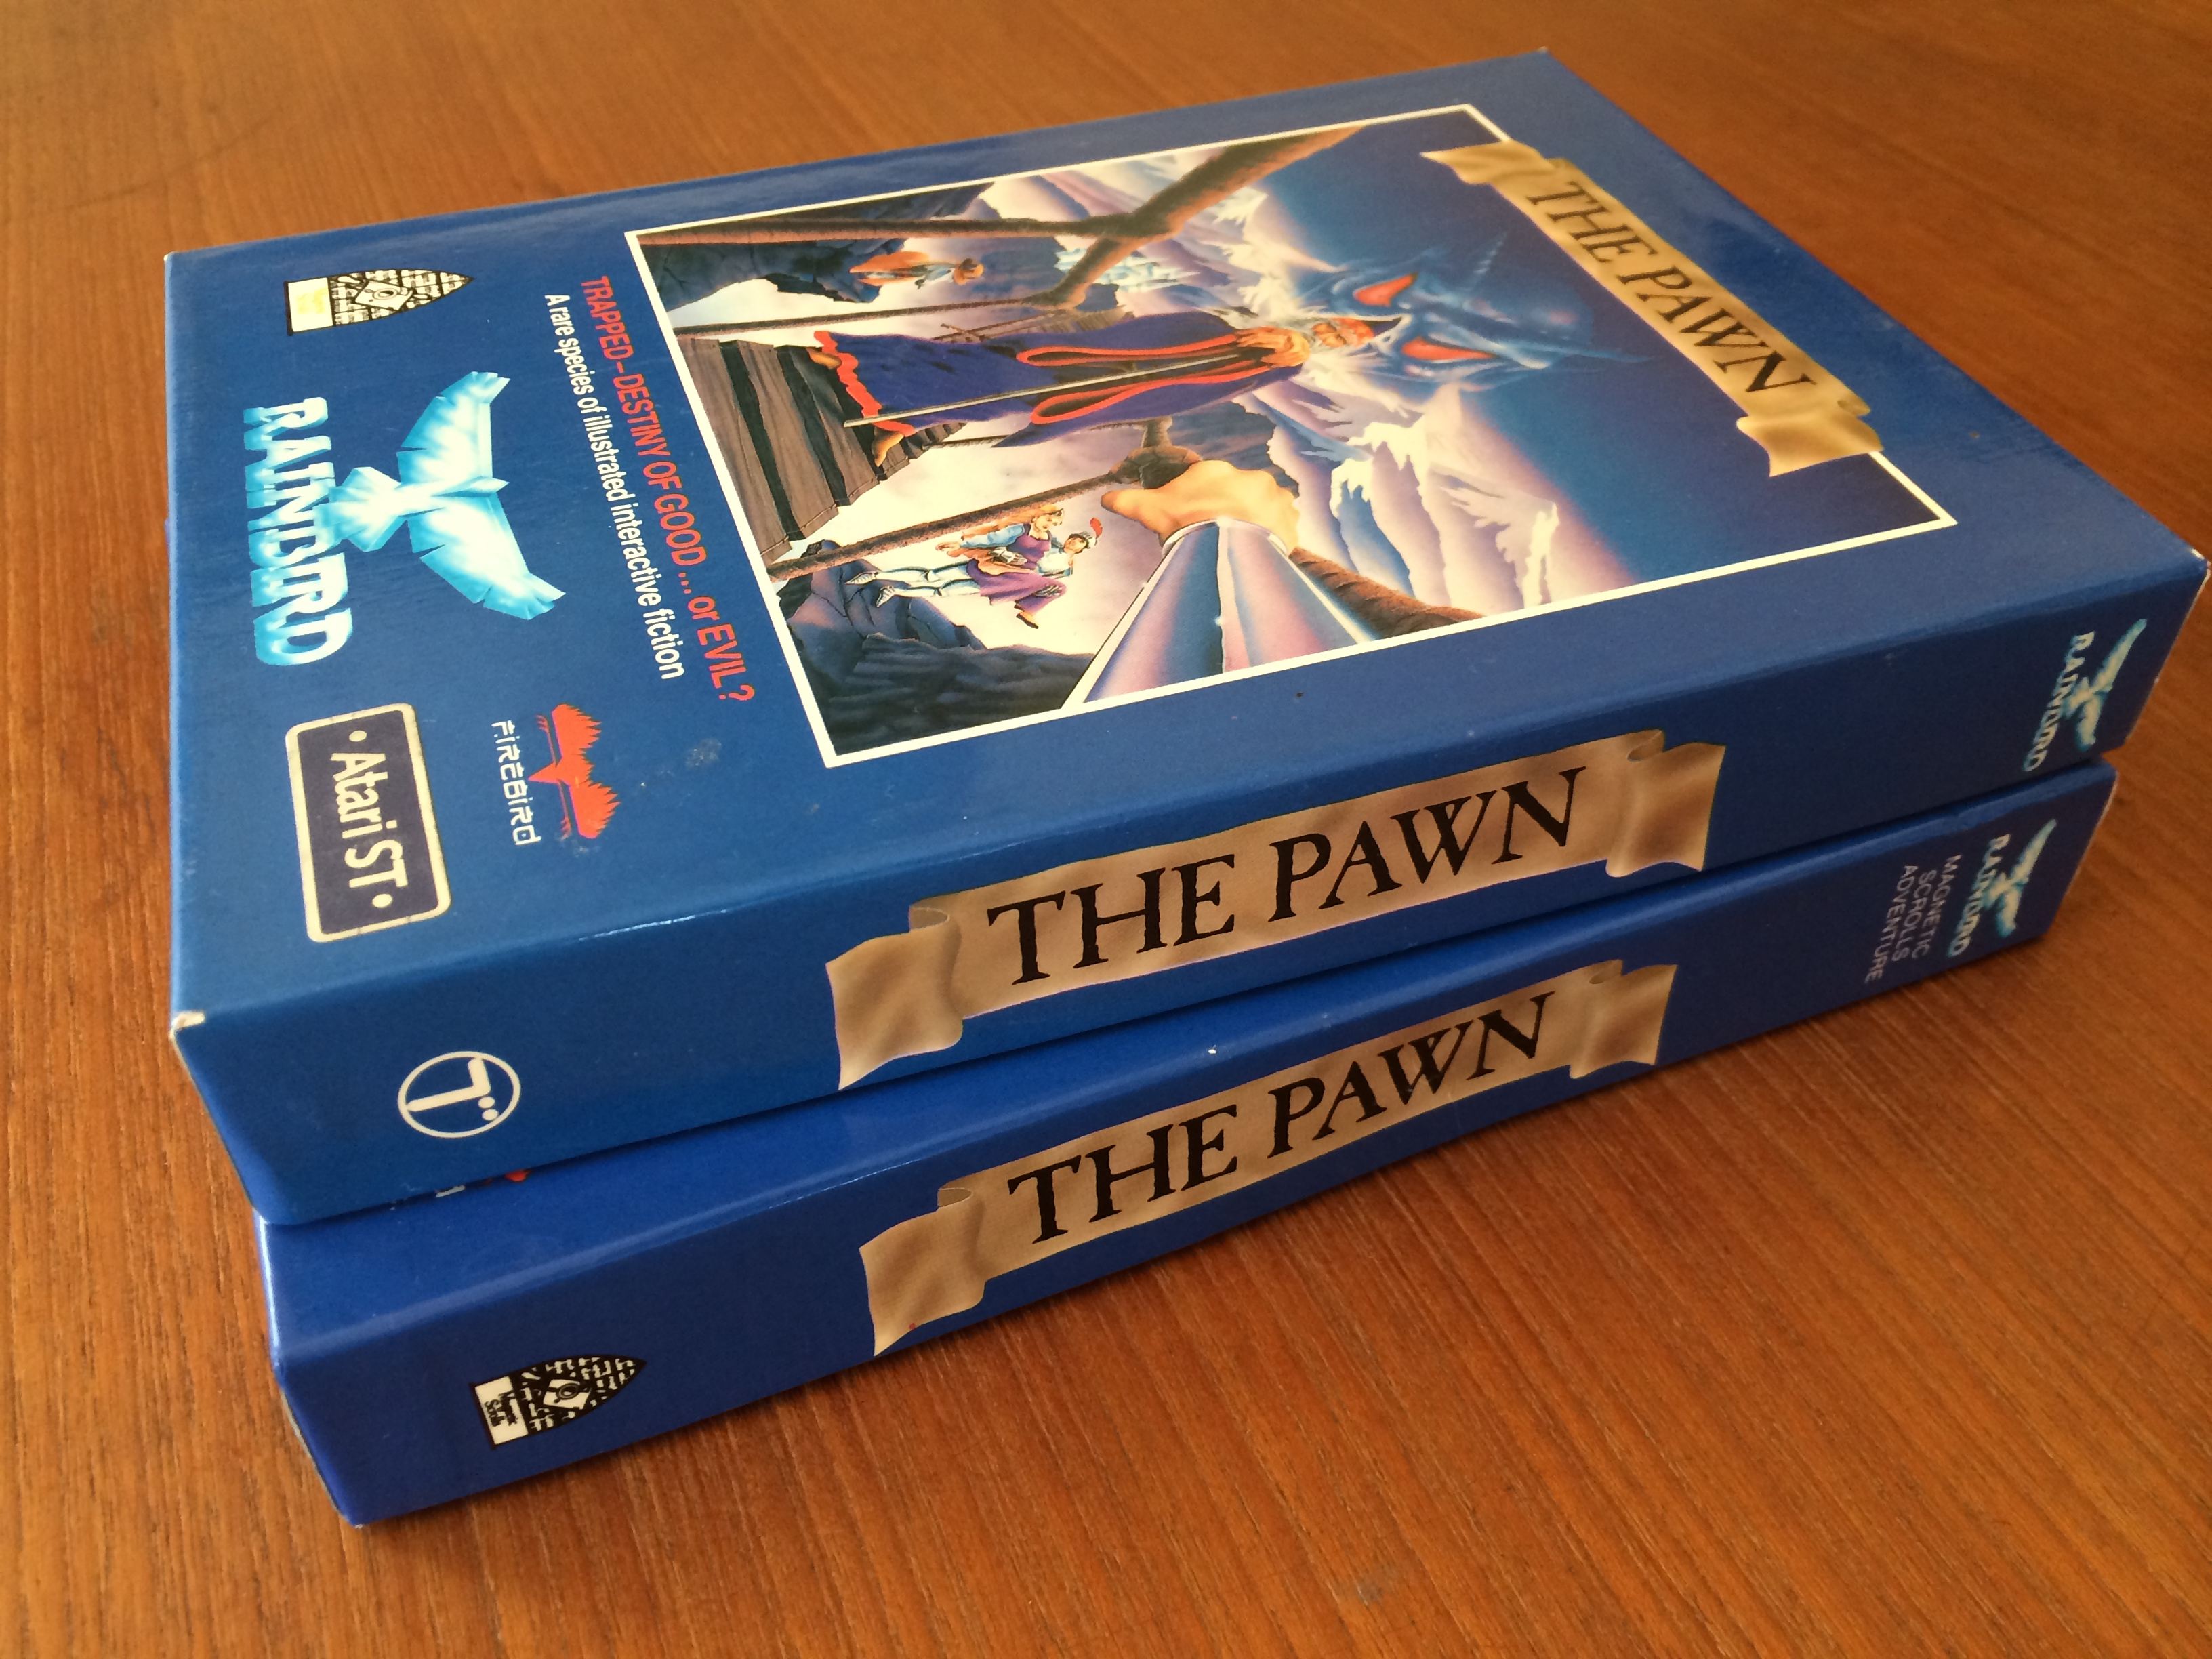 THE PAWN
TRAPPED – DESTINY OF GOOD ... or EVIL?
A rare species of illustrated interactive fiction
RAINBIRD
FIREBIRD
•Atari ST•
THE PAWN
RAINBIRD
THE PAWN
RAINBIRD
MAGNETIC
SCROLLS
ADVENTURE